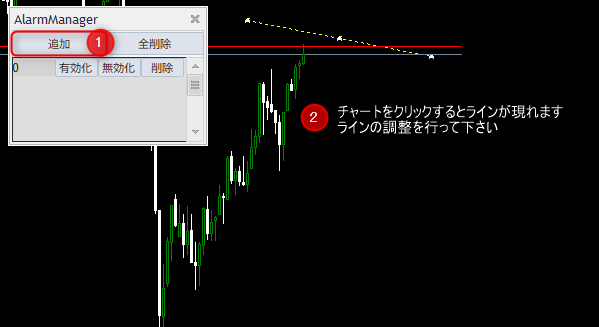 AlarmManager
追加 1 全削除
0 有効化 無効化 削除
2 チャートをクリックするとラインが現れます
ラインの調整を行って下さい